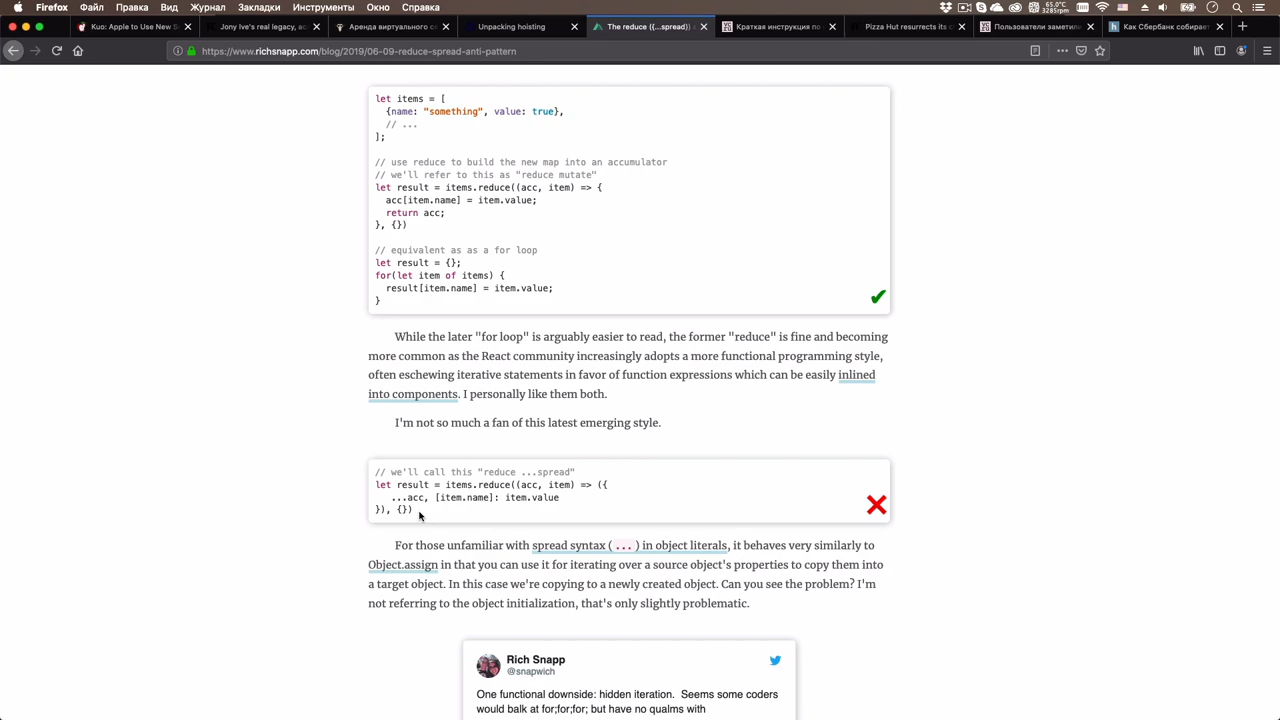 Firefox Файл Правка Вид Журнал Закладки Инструменты Окно Справка
65.0°C
3285rpm
Kuo: Apple to Use New S
Jony Ive's real legacy, ac
Аренда виртуального се
Unpacking hoisting
The reduce ({...spread}) a
Краткая инструкция по
Pizza Hut resurrects its c
Пользователи заметили
Как Сбербанк собирает
https://www.richsnapp.com/blog/2019/06-09-reduce-spread-anti-pattern
let items = [
{name: "something", value: true},
// ...
];
// use reduce to build the new map into an accumulator
// we'll refer to this as "reduce mutate"
let result = items.reduce((acc, item) => {
acc[item.name] = item.value;
return acc;
}, {})
// equivalent as as a for loop
let result = {};
for(let item of items) {
result[item.name] = item.value;
}
While the later "for loop" is arguably easier to read, the former "reduce" is fine and becoming
more common as the React community increasingly adopts a more functional programming style,
often eschewing iterative statements in favor of function expressions which can be easily inlined
into components. I personally like them both.
I'm not so much a fan of this latest emerging style.
// we'll call this "reduce ...spread"
let result = items.reduce((acc, item) => ({
...acc, [item.name]: item.value
}), {})
For those unfamiliar with spread syntax (...) in object literals, it behaves very similarly to
Object.assign in that you can use it for iterating over a source object's properties to copy them into
a target object. In this case we're copying to a newly created object. Can you see the problem? I'm
not referring to the object initialization, that's only slightly problematic.
Rich Snapp
@snapwich
One functional downside: hidden iteration. Seems some coders
would balk at for;for;for; but have no qualms with